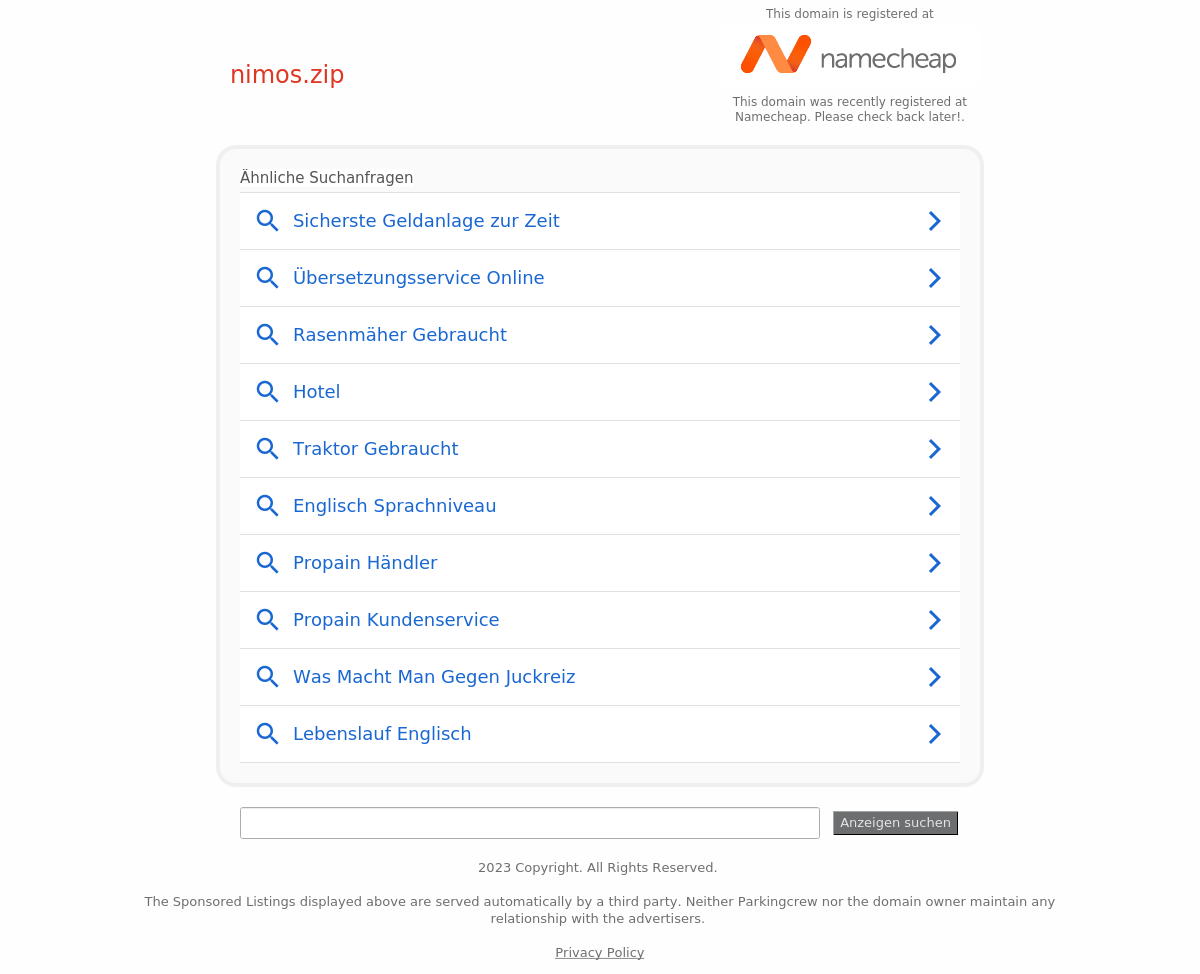 This domain is registered at
namecheap
nimos.zip
This domain was recently registered at
Namecheap. Please check back later!.
Ähnliche Suchanfragen
Sicherste Geldanlage zur Zeit
Übersetzungsservice Online
Rasenmäher Gebraucht
Hotel
Traktor Gebraucht
Englisch Sprachniveau
Propain Händler
Propain Kundenservice
Was Macht Man Gegen Juckreiz
Lebenslauf Englisch
Anzeigen suchen
2023 Copyright. All Rights Reserved.
The Sponsored Listings displayed above are served automatically by a third party. Neither Parkingcrew nor the domain owner maintain any
relationship with the advertisers.
Privacy Policy